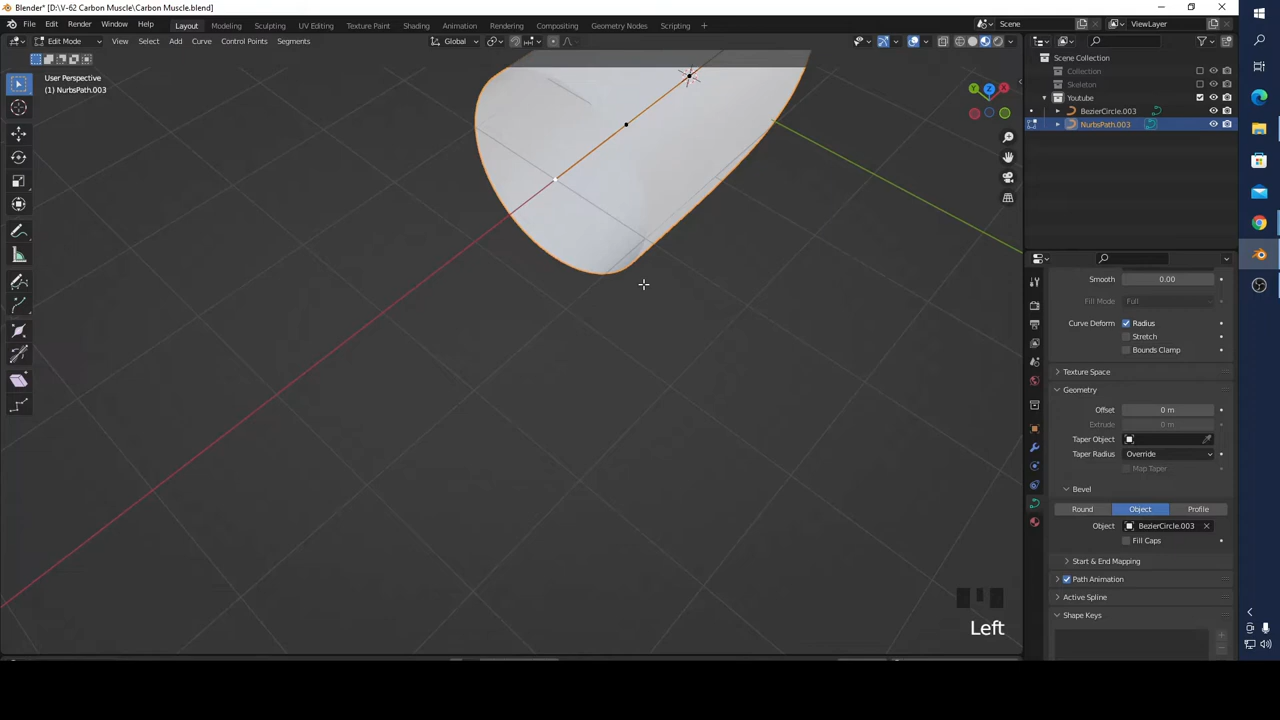 Blender* [D:\V-62 Carbon Muscle\Carbon Muscle.blend]
File Edit Render Window Help Layout Modeling Sculpting UV Editing Texture Paint Shading Animation Rendering Compositing Geometry Nodes Scripting + Scene ViewLayer
Edit Mode View Select Add Curve Control Points Segments Global
User Perspective
(1) NurbsPath.003
Z
Y
X
Left
Scene Collection
Collection
Skeleton
Youtube
BezierCircle.003
NurbsPath.003
Smooth 0.00
Fill Mode Full
Curve Deform Radius
Stretch
Bounds Clamp
Texture Space
Geometry
Offset 0 m
Extrude 0 m
Taper Object
Taper Radius Override
Map Taper
Bevel
Round Object Profile
Object BezierCircle.003
Fill Caps
Start & End Mapping
Path Animation
Active Spline
Shape Keys